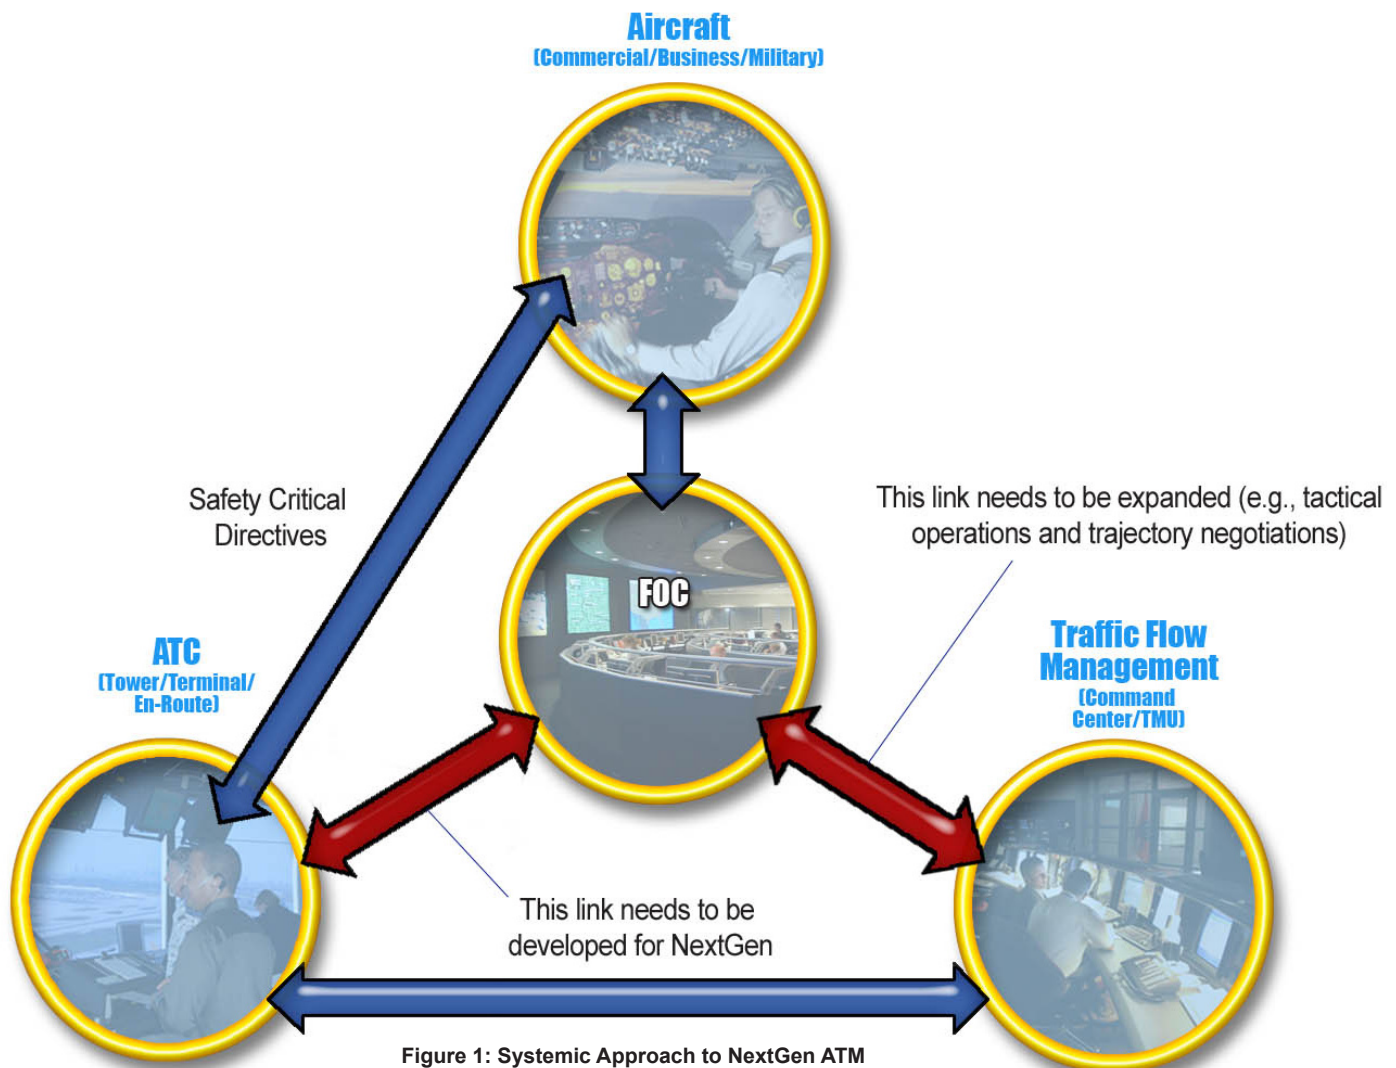 Aircraft
(Commercial/Business/Military)
Safety Critical
Directives
This link needs to be expanded (e.g., tactical
operations and trajectory negotiations)
FOC
ATC
(Tower/Terminal/
En-Route)
Traffic Flow
Management
(Command
Center/TMU)
This link needs to be
developed for NextGen
Figure 1: Systemic Approach to NextGen ATM